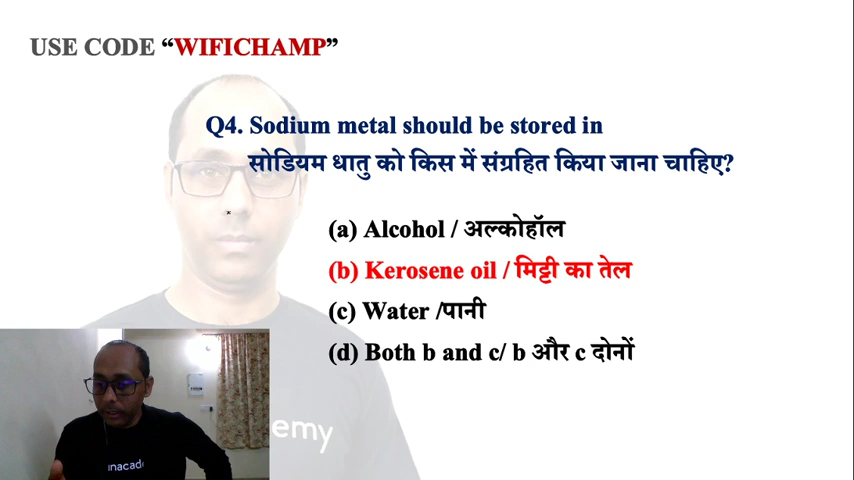 USE CODE “WIFICHAMP”
Q4. Sodium metal should be stored in
सोडियम धातु को किस में संग्रहित किया जाना चाहिए?
(a) Alcohol / अल्कोहॉल
(b) Kerosene oil / मिट्टी का तेल
(c) Water /पानी
(d) Both b and c/ b और c दोनों
emy
unacade